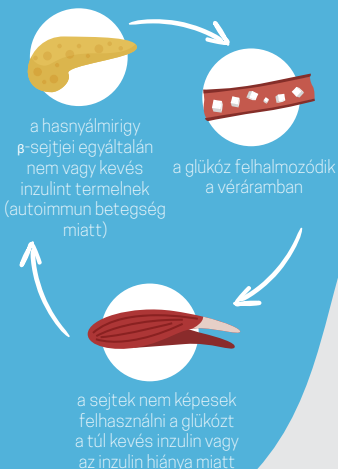 a hasnyálmirigy
β-sejtjei egyáltalán
nem vagy kevés
inzulint termelnek
(autoimmun betegség
miatt)
a glükóz felhalmozódik
a véráramban
a sejtek nem képesek
felhasználni a glükózt
a túl kevés inzulin vagy
az inzulin hiánya miatt